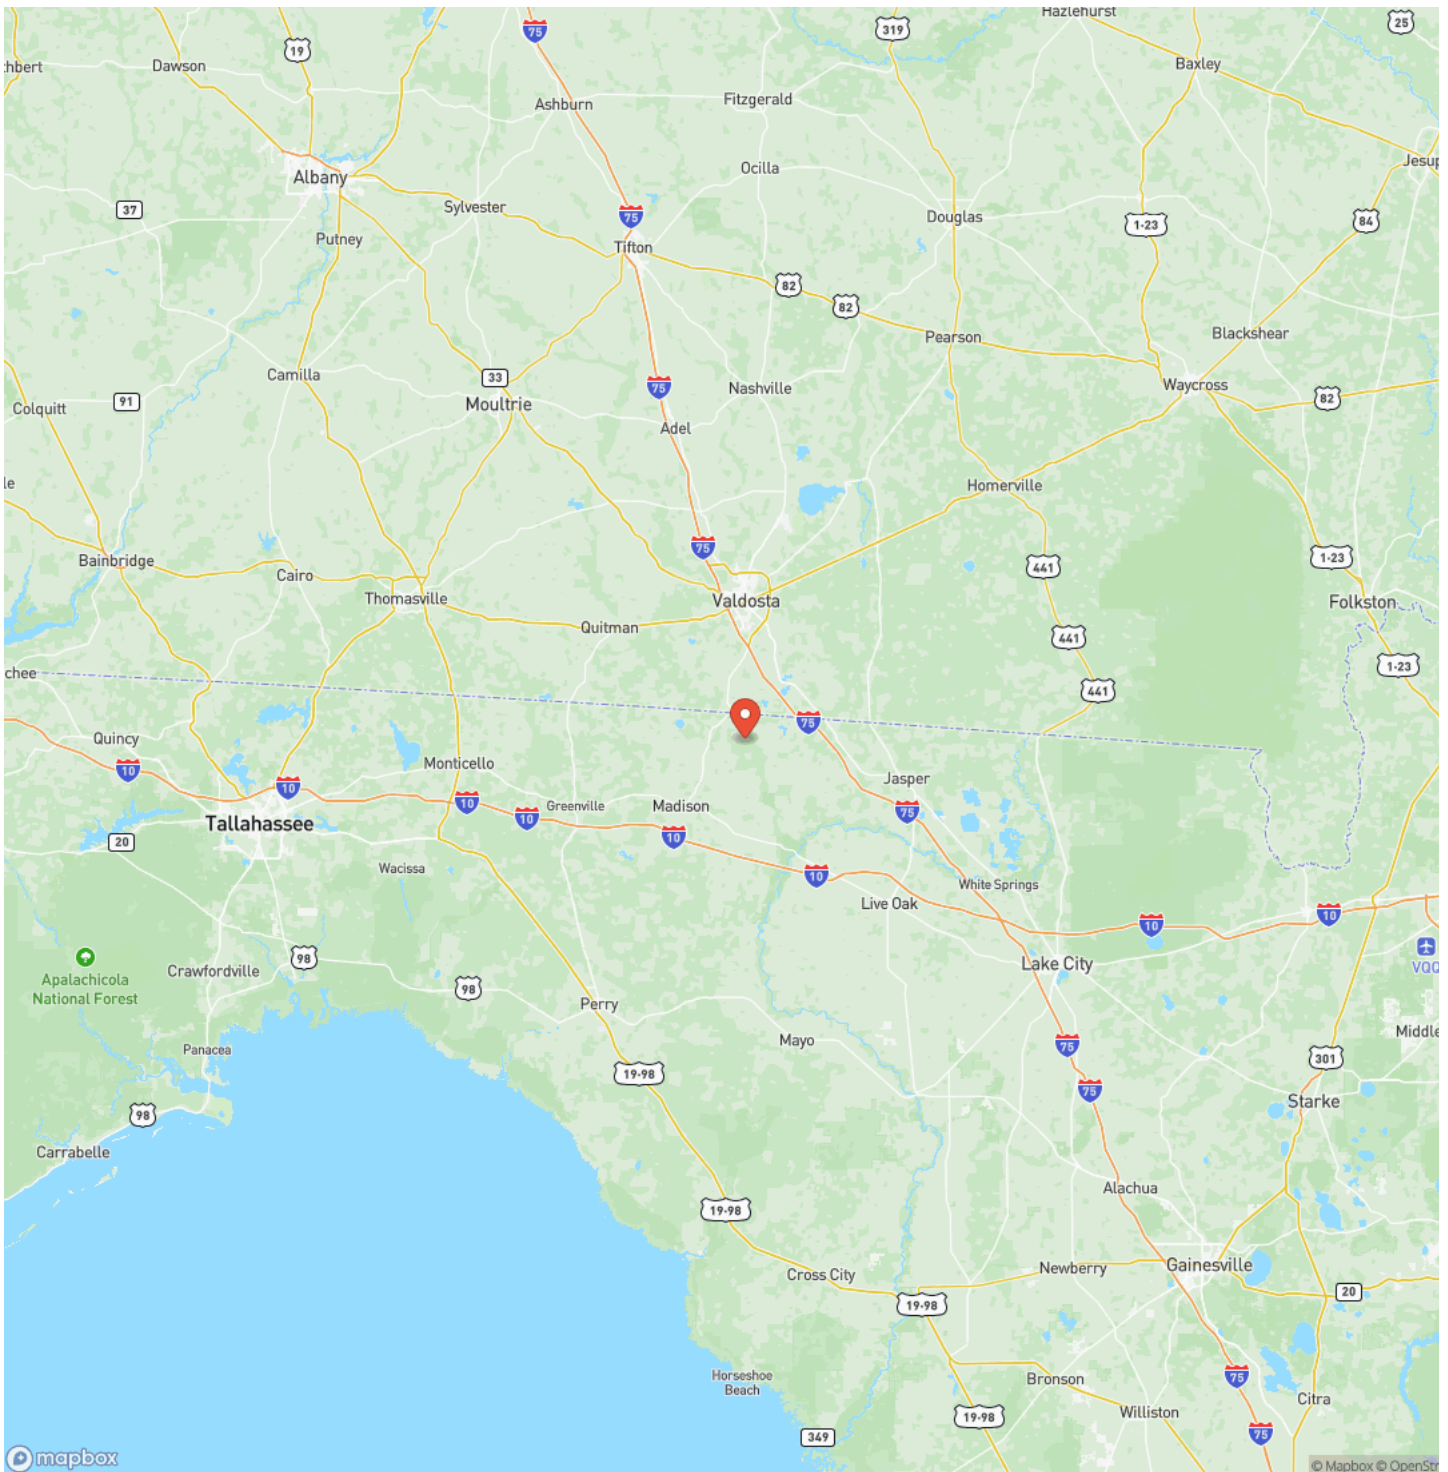 Hazlehurst
75
319
25
19
thbert
Dawson
Baxley
Ashburn
Fitzgerald
Ocilla
Jesup
Albany
37
Sylvester
75
Douglas
1-23
84
Putney
Tifton
82
82
Pearson
Blackshear
Camilla
33
75
Nashville
Waycross
82
Colquitt
91
Moultrie
Adel
le
Homerville
75
Bainbridge
Cairo
441
1-23
Thomasville
Valdosta
Folkston
Quitman
441
chee
441
1-23
75
Quincy
10
Monticello
Jasper
10
10
Greenville
Madison
75
Tallahassee
10
10
20
Wacissa
10
White Springs
Live Oak
10
10
98
Crawfordville
98
Lake City
VQQ
Apalachicola
National Forest
Perry
Panacea
Mayo
75
Middle
19-98
301
75
Starke
98
Carrabelle
Alachua
19-98
Cross City
Newberry
Gainesville
19-98
20
Horseshoe
Beach
Bronson
75
Citra
19-98
Williston
349
75
mapbox
© Mapbox © OpenStr